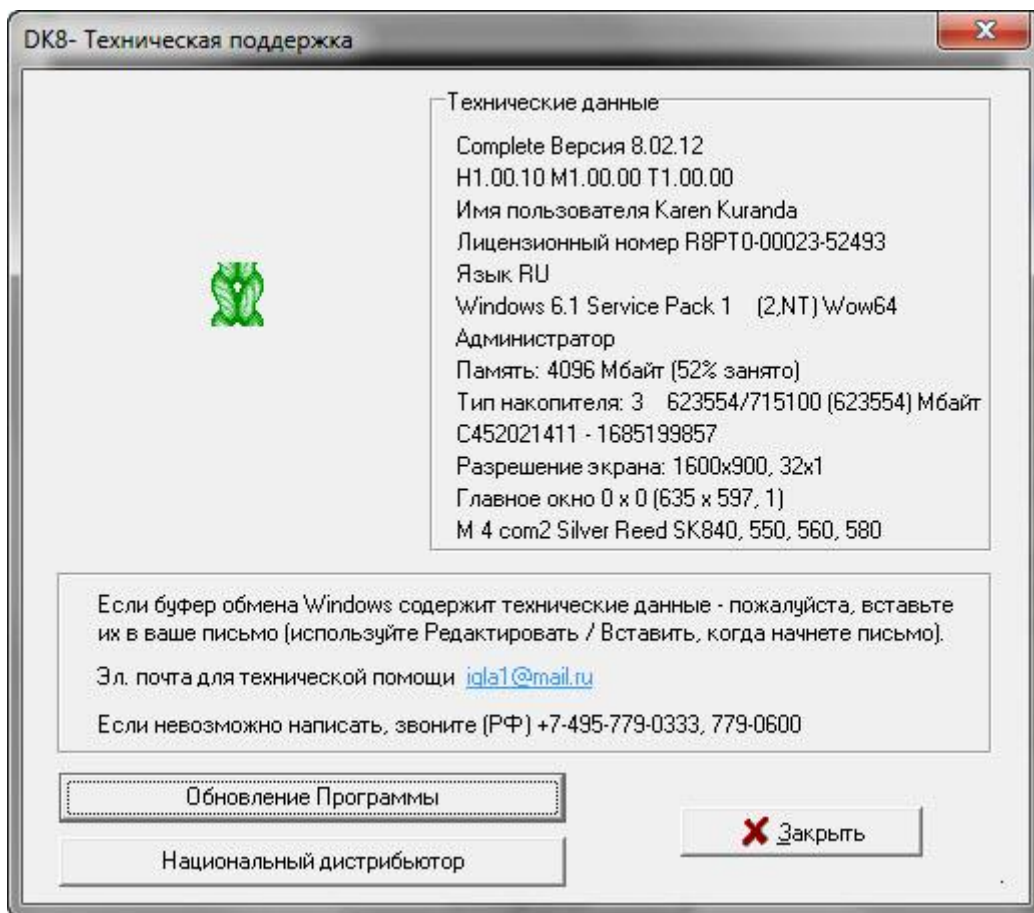 DK8- Техническая поддержка
Технические данные
Complete Версия 8.02.12
H1.00.10 M1.00.00 T1.00.00
Имя пользователя Karen Kuranda
Лицензионный номер R8PT0-00023-52493
Язык RU
Windows 6.1 Service Pack 1 (2,NT) Wow64
Администратор
Память: 4096 Мбайт (52% занято)
Тип накопителя: 3 623554/715100 (623554) Мбайт
C452021411 - 1685199857
Разрешение экрана: 1600x900, 32x1
Главное окно 0 x 0 (635 x 597, 1)
M 4 com2 Silver Reed SK840, 550, 560, 580
Если буфер обмена Windows содержит технические данные - пожалуйста, вставьте
их в ваше письмо (используйте Редактировать / Вставить, когда начнете письмо).
Эл. почта для технической помощи igla1@mail.ru
Если невозможно написать, звоните (РФ) +7-495-779-0333, 779-0600
Обновление Программы
Национальный дистрибьютор
Закрыть